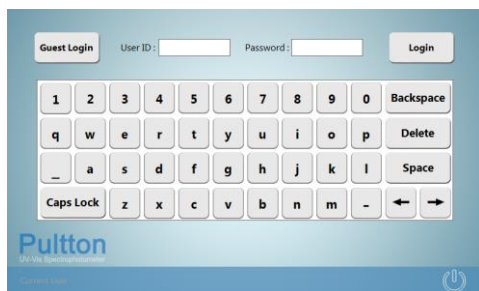 Guest Login User ID : Password : Login
1 2 3 4 5 6 7 8 9 0 Backspace
q w e r t y u i o p Delete
_ a s d f g h j k l Space
Caps Lock z x c v b n m - ← →
Pultton
UV-Vis Spectrophotometer
Current User: